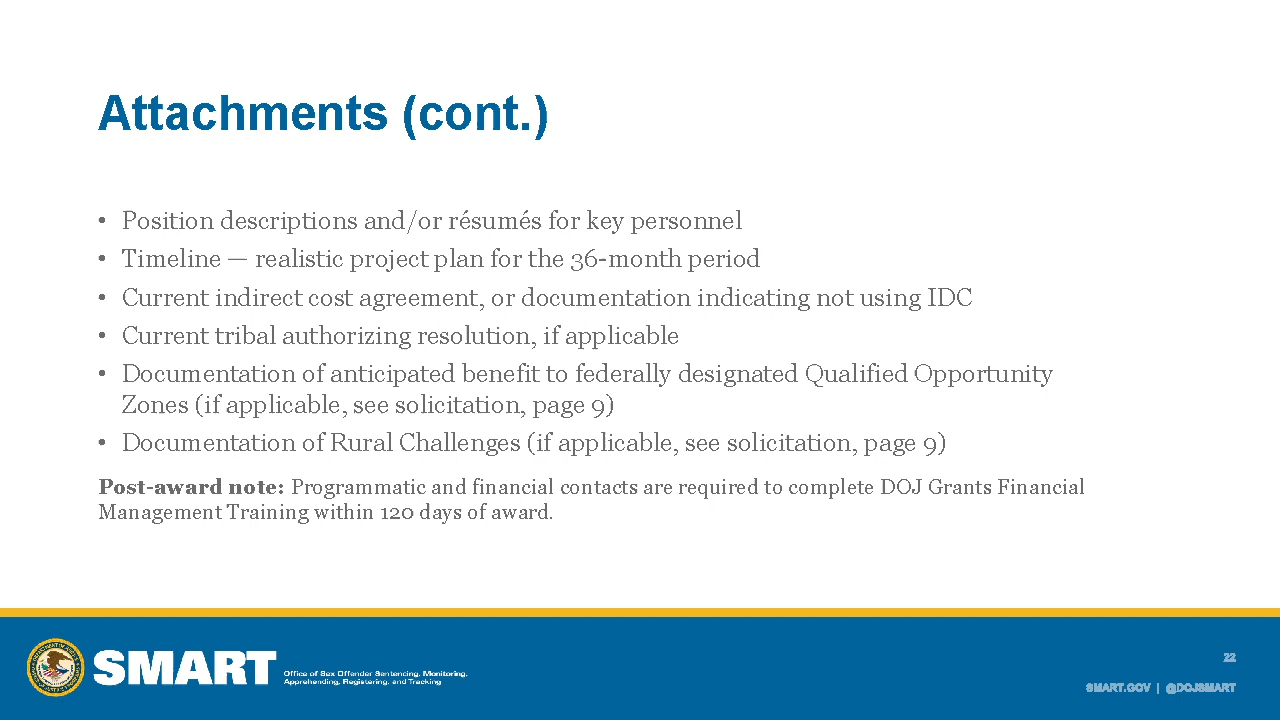 Attachments (cont.)
• Position descriptions and/or résumés for key personnel
• Timeline — realistic project plan for the 36-month period
• Current indirect cost agreement, or documentation indicating not using IDC
• Current tribal authorizing resolution, if applicable
• Documentation of anticipated benefit to federally designated Qualified Opportunity
Zones (if applicable, see solicitation, page 9)
• Documentation of Rural Challenges (if applicable, see solicitation, page 9)
Post-award note: Programmatic and financial contacts are required to complete DOJ Grants Financial
Management Training within 120 days of award.
SMART
Office of Sex Offender Sentencing, Monitoring,
Apprehending, Registering, and Tracking
22
SMART.GOV | @DOJSMART